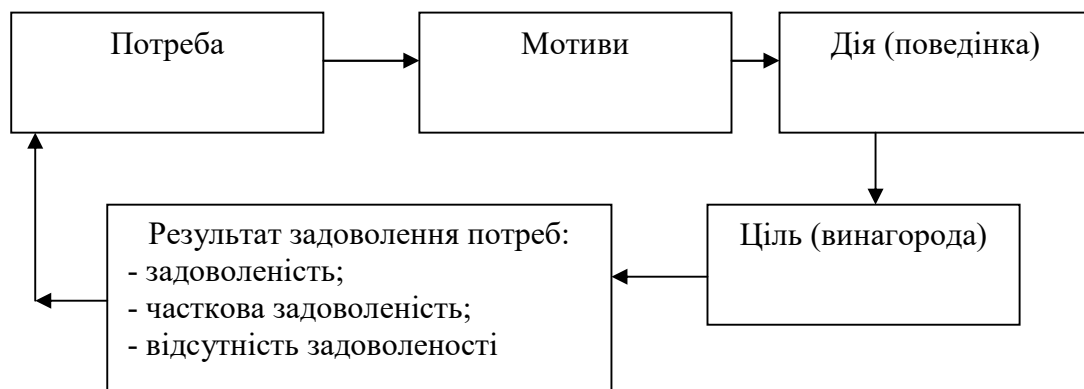 Потреба
Мотиви
Дія (поведінка)
Ціль (винагорода)
Результат задоволення потреб:
- задоволеність;
- часткова задоволеність;
- відсутність задоволеності